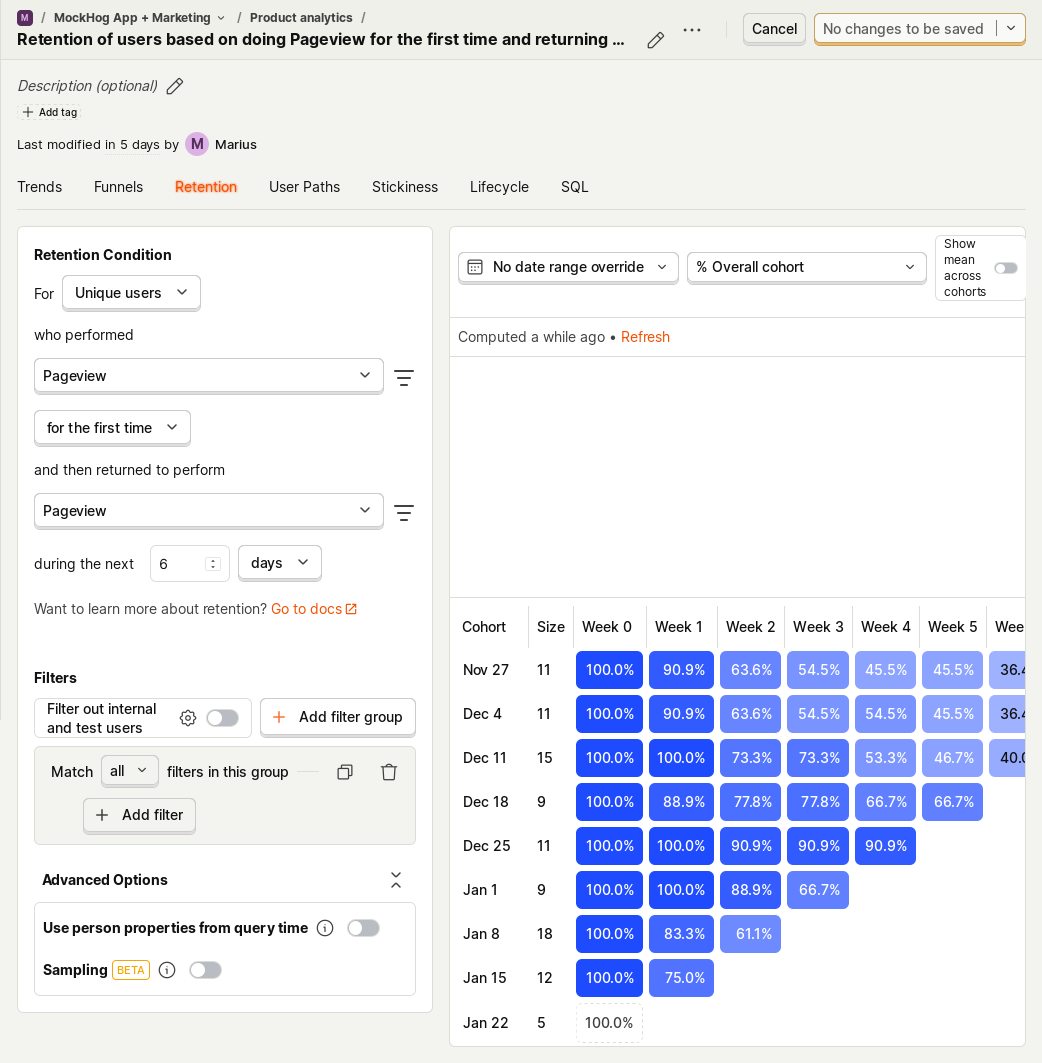 M / MockHog App + Marketing / Product analytics /
Retention of users based on doing Pageview for the first time and returning ...
Cancel
No changes to be saved
Description (optional)
Add tag
Last modified in 5 days by M Marius
Trends Funnels Retention User Paths Stickiness Lifecycle SQL
Retention Condition
For Unique users
who performed
Pageview
for the first time
and then returned to perform
Pageview
during the next 6 days
Want to learn more about retention? Go to docs
Filters
Filter out internal
and test users
Add filter group
Match all filters in this group
Add filter
Advanced Options
Use person properties from query time
Sampling BETA
No date range override
% Overall cohort
Show
mean
across
cohorts
Computed a while ago • Refresh
Cohort Size Week 0 Week 1 Week 2 Week 3 Week 4 Week 5 Wee
Nov 27 11 100.0% 90.9% 63.6% 54.5% 45.5% 45.5% 36.4
Dec 4 11 100.0% 90.9% 63.6% 54.5% 54.5% 45.5% 36.4
Dec 11 15 100.0% 100.0% 73.3% 73.3% 53.3% 46.7% 40.0
Dec 18 9 100.0% 88.9% 77.8% 77.8% 66.7% 66.7%
Dec 25 11 100.0% 100.0% 90.9% 90.9% 90.9%
Jan 1 9 100.0% 100.0% 88.9% 66.7%
Jan 8 18 100.0% 83.3% 61.1%
Jan 15 12 100.0% 75.0%
Jan 22 5 100.0%